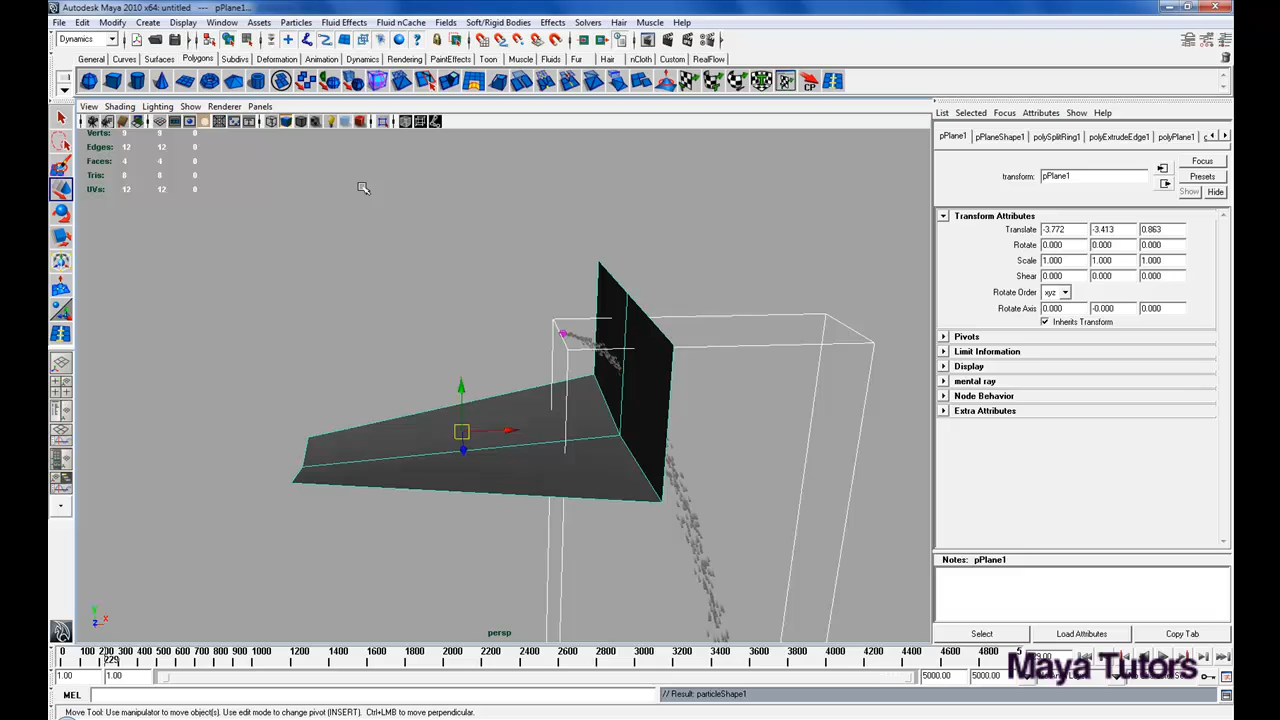 Autodesk Maya 2010 x64: untitled --- pPlane1...
File Edit Modify Create Display Window Assets Particles Fluid Effects Fluid nCache Fields Soft/Rigid Bodies Effects Solvers Hair Muscle Help
Dynamics
General Curves Surfaces Polygons Subdivs Deformation Animation Dynamics Rendering PaintEffects Toon Muscle Fluids Fur Hair nCloth Custom RealFlow
CP
View Shading Lighting Show Renderer Panels
List Selected Focus Attributes Show Help
Verts: 9 9 0
Edges: 12 12 0
Faces: 4 4 0
Tris: 8 8 0
UVs: 12 12 0
pPlane1 pPlaneShape1 polySplitRing1 polyExtrudeEdge1 polyPlane1
Focus
transform: pPlane1
Presets
Show Hide
Transform Attributes
Translate -3.772 -3.413 0.863
Rotate 0.000 0.000 0.000
Scale 1.000 1.000 1.000
Shear 0.000 0.000 0.000
Rotate Order xyz
Rotate Axis 0.000 -0.000 0.000
Inherits Transform
Pivots
Limit Information
Display
mental ray
Node Behavior
Extra Attributes
Notes: pPlane1
y
x
z
persp
Select Load Attributes Copy Tab
0 100 200 400 600 800 1000 1200 1400 1600 1800 2000 2200 2400 2600 2800 3000 3200 3400 3600 3800 4000 4200 4400 4600 4800
229
Maya Tutors
1.00 1.00 5000.00 5000.00
MEL // Result: particleShape1
Move Tool: Use manipulator to move object(s). Use edit mode to change pivot (INSERT). Ctrl+LMB to move perpendicular.